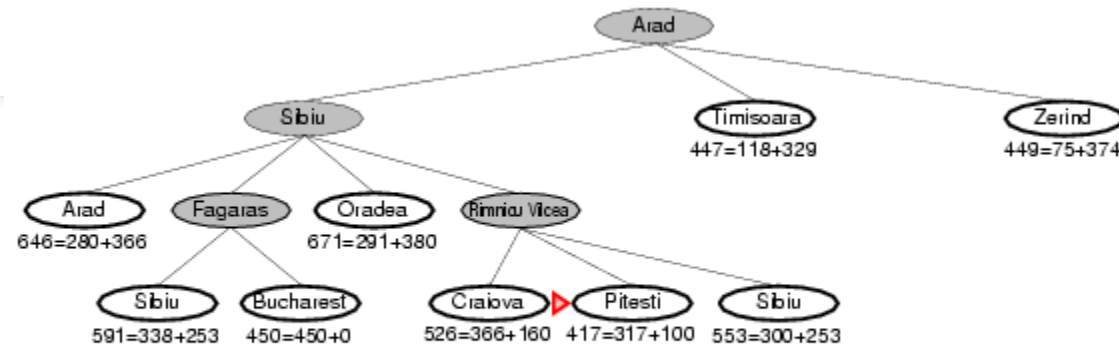 Arad
Sibiu
Timisoara
Zerind
447=118+329
449=75+374
Arad
Fagaras
Oradea
Rimnicu Vilcea
646=280+366
671=291+380
Sibiu
Bucharest
Craiova
Pitesti
Sibiu
591=338+253
450=450+0
526=366+160
417=317+100
553=300+253